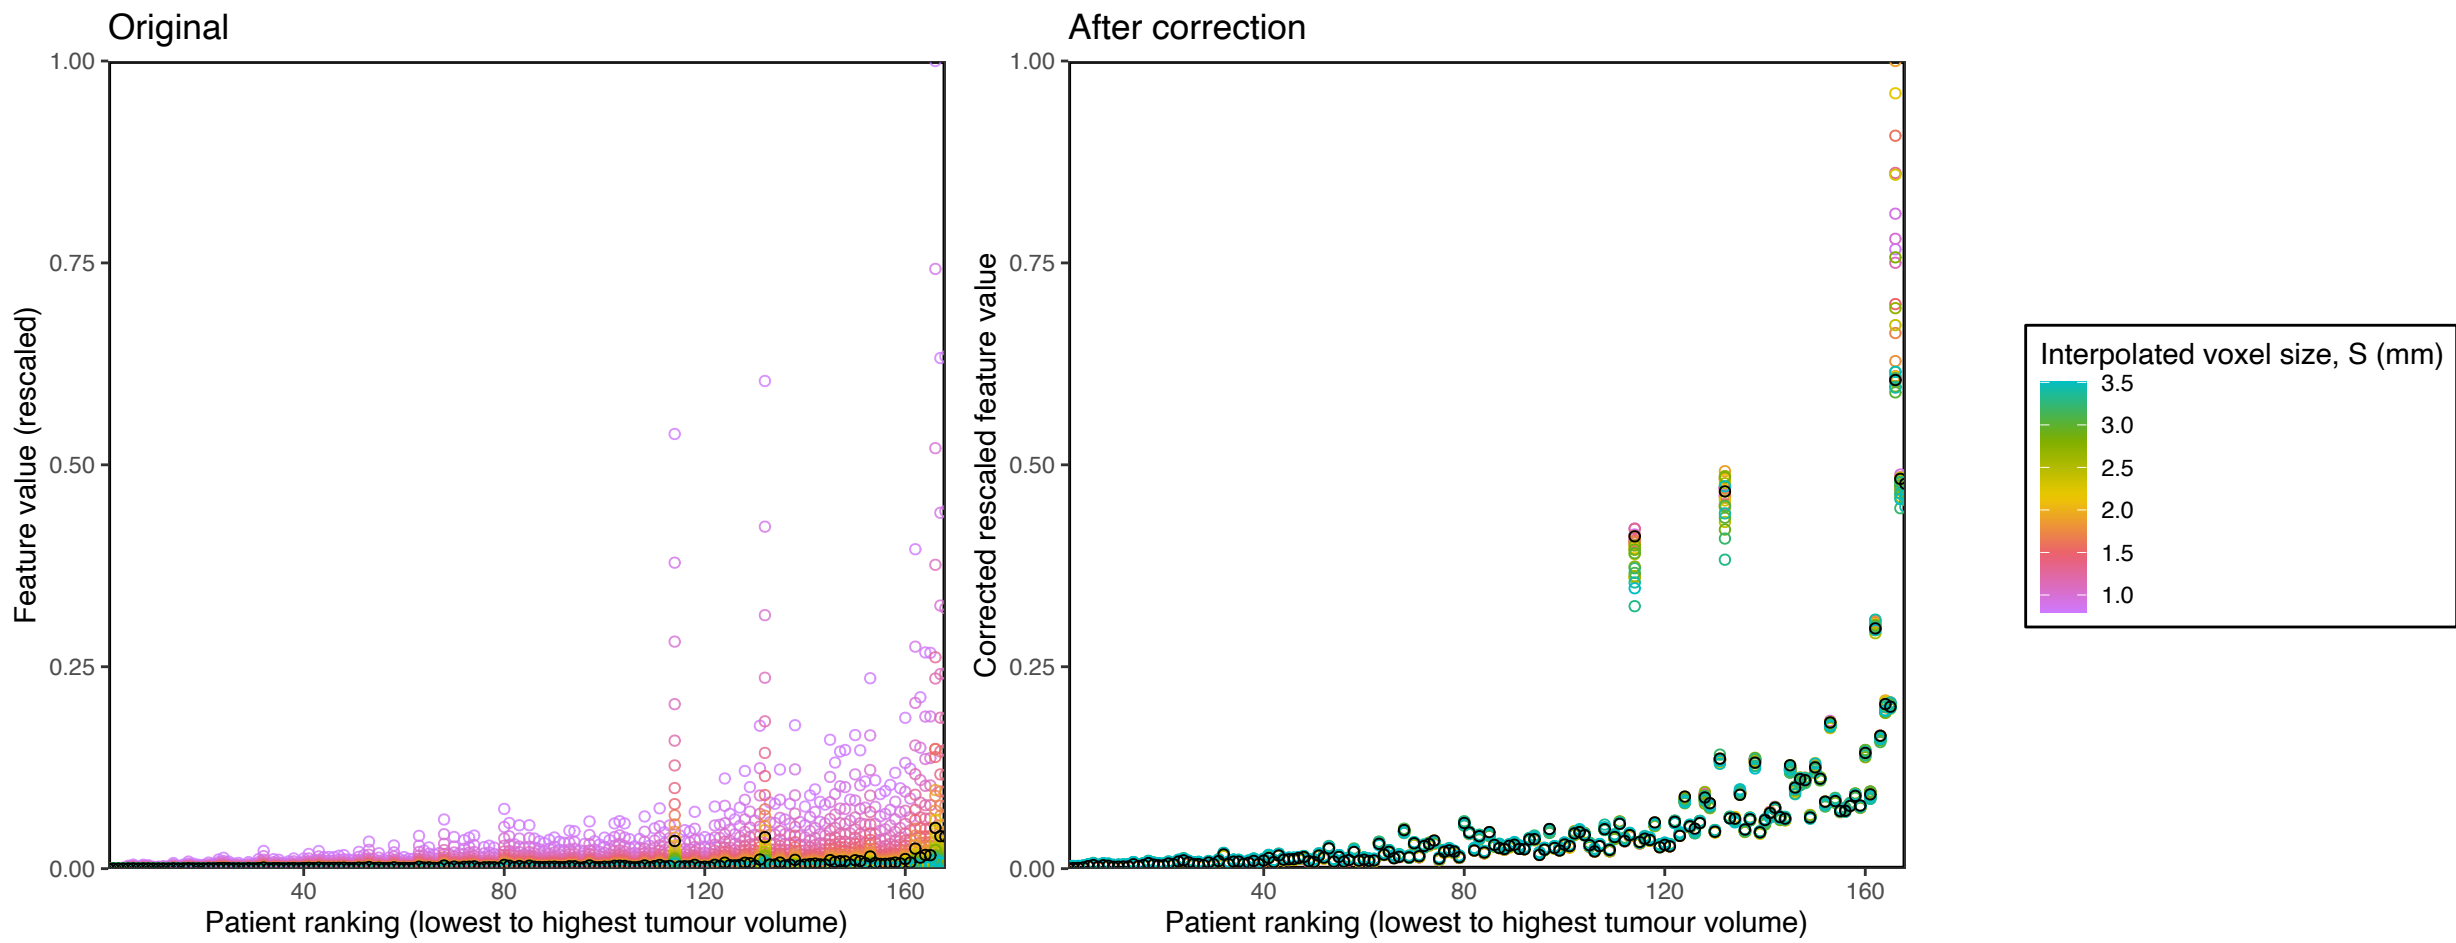 Original
1.00
0.75
0.50
0.25
0.00
Feature value (rescaled)
40 80 120 160
Patient ranking (lowest to highest tumour volume)
After correction
1.00
0.75
0.50
0.25
0.00
Corrected rescaled feature value
40 80 120 160
Patient ranking (lowest to highest tumour volume)
Interpolated voxel size, S (mm)
3.5
3.0
2.5
2.0
1.5
1.0